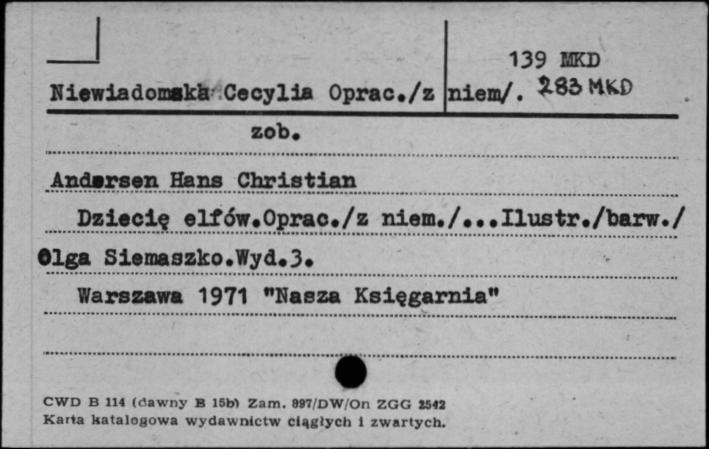 139 MKD
Niewiadomska Cecylia Oprac./z niem/. 283 MKD
zob.
Andersen Hans Christian
Dziecię elfów.Oprac./z niem./...Ilustr./barw./
Olga Siemaszko.Wyd.3.
Warszawa 1971 "Nasza Księgarnia"
CWD B 114 (dawny B 15b) Zam. 997/DW/On ZGG 2542
Karta katalogowa wydawnictw ciągłych i zwartych.